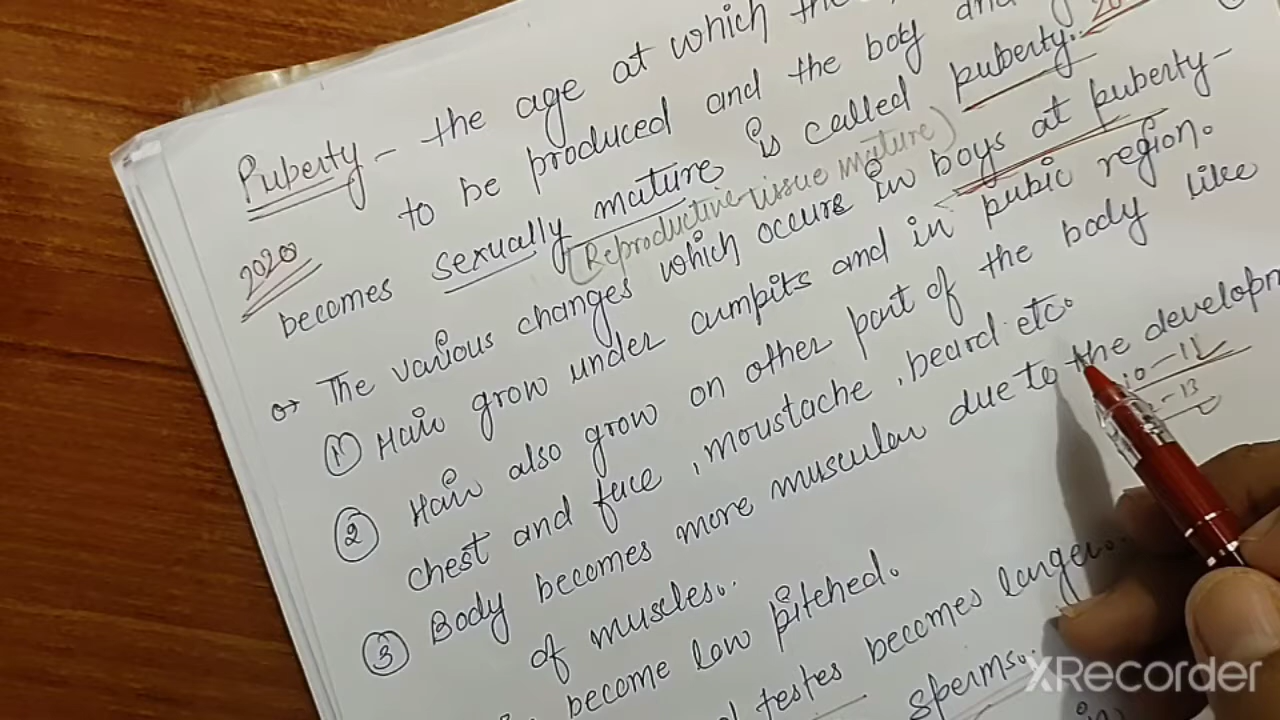 Puberty – the age at which the
to be produced and the boy and
becomes sexually mature is called puberty.
2020
(Reproductive tissue mature)
or The various changes which occurs in boys at puberty –
① Hair grow under armpits and in pubic region.
② Hair also grow on other part of the body like
chest and face, moustache, beard etc.
③ Body becomes more muscular due to the
of muscles.
become low pitched.
testes becomes larger.
sperms.
10 – 11
– 13
XRecorder